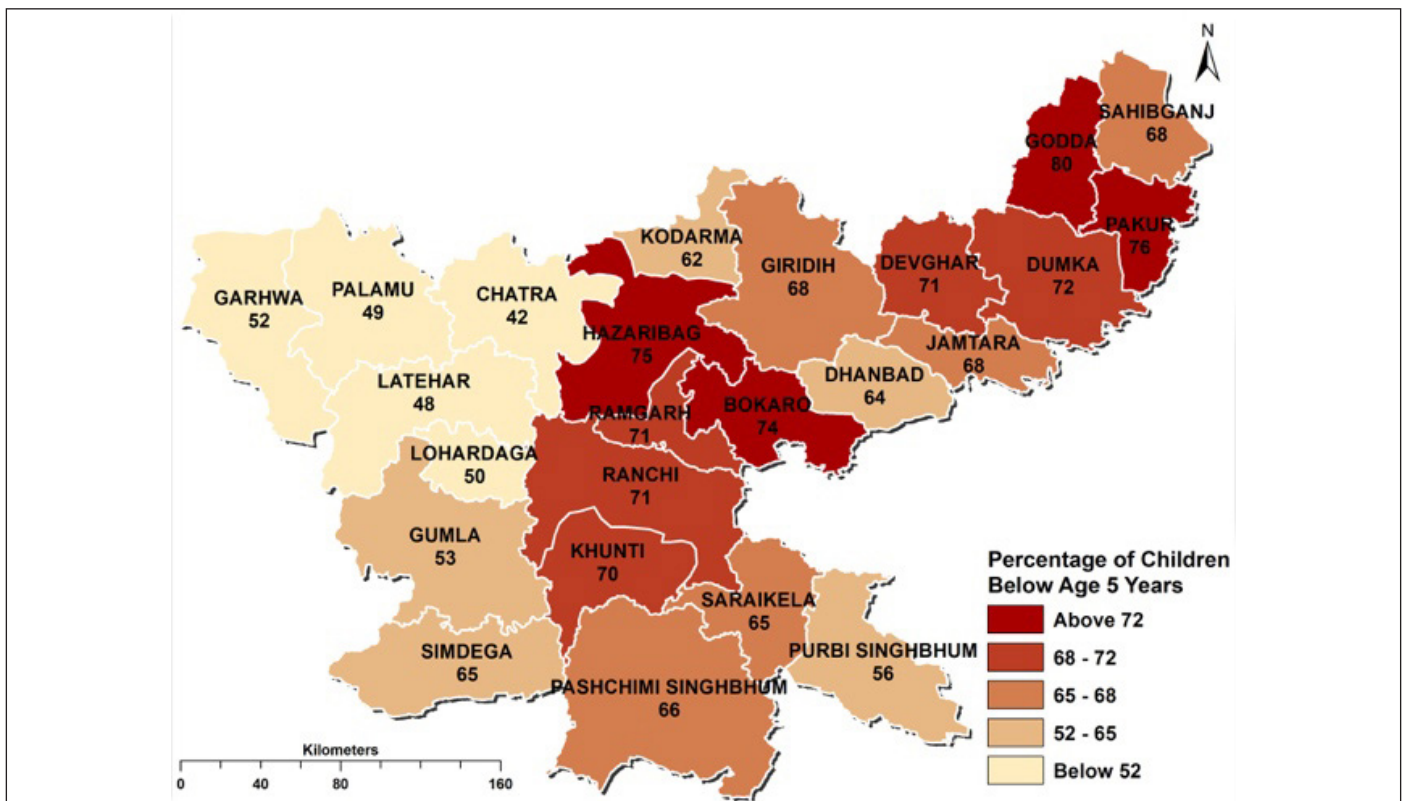 N
SAHIBGANJ
68
GODDA
80
PAKUR
76
KODARMA
62
GIRIDIH
68
DEVGHAR
71
DUMKA
72
GARHWA
52
PALAMU
49
CHATRA
42
HAZARIBAG
75
JAMTARA
68
DHANBAD
64
LATEHAR
48
RAMGARH
71
BOKARO
74
LOHARDAGA
50
RANCHI
71
GUMLA
53
KHUNTI
70
SARAIKELA
65
SIMDEGA
65
PURBI SINGHBHUM
56
PASHCHIMI SINGHBHUM
66
Percentage of Children
Below Age 5 Years
Above 72
68 - 72
65 - 68
52 - 65
Below 52
Kilometers
0 40 80 160